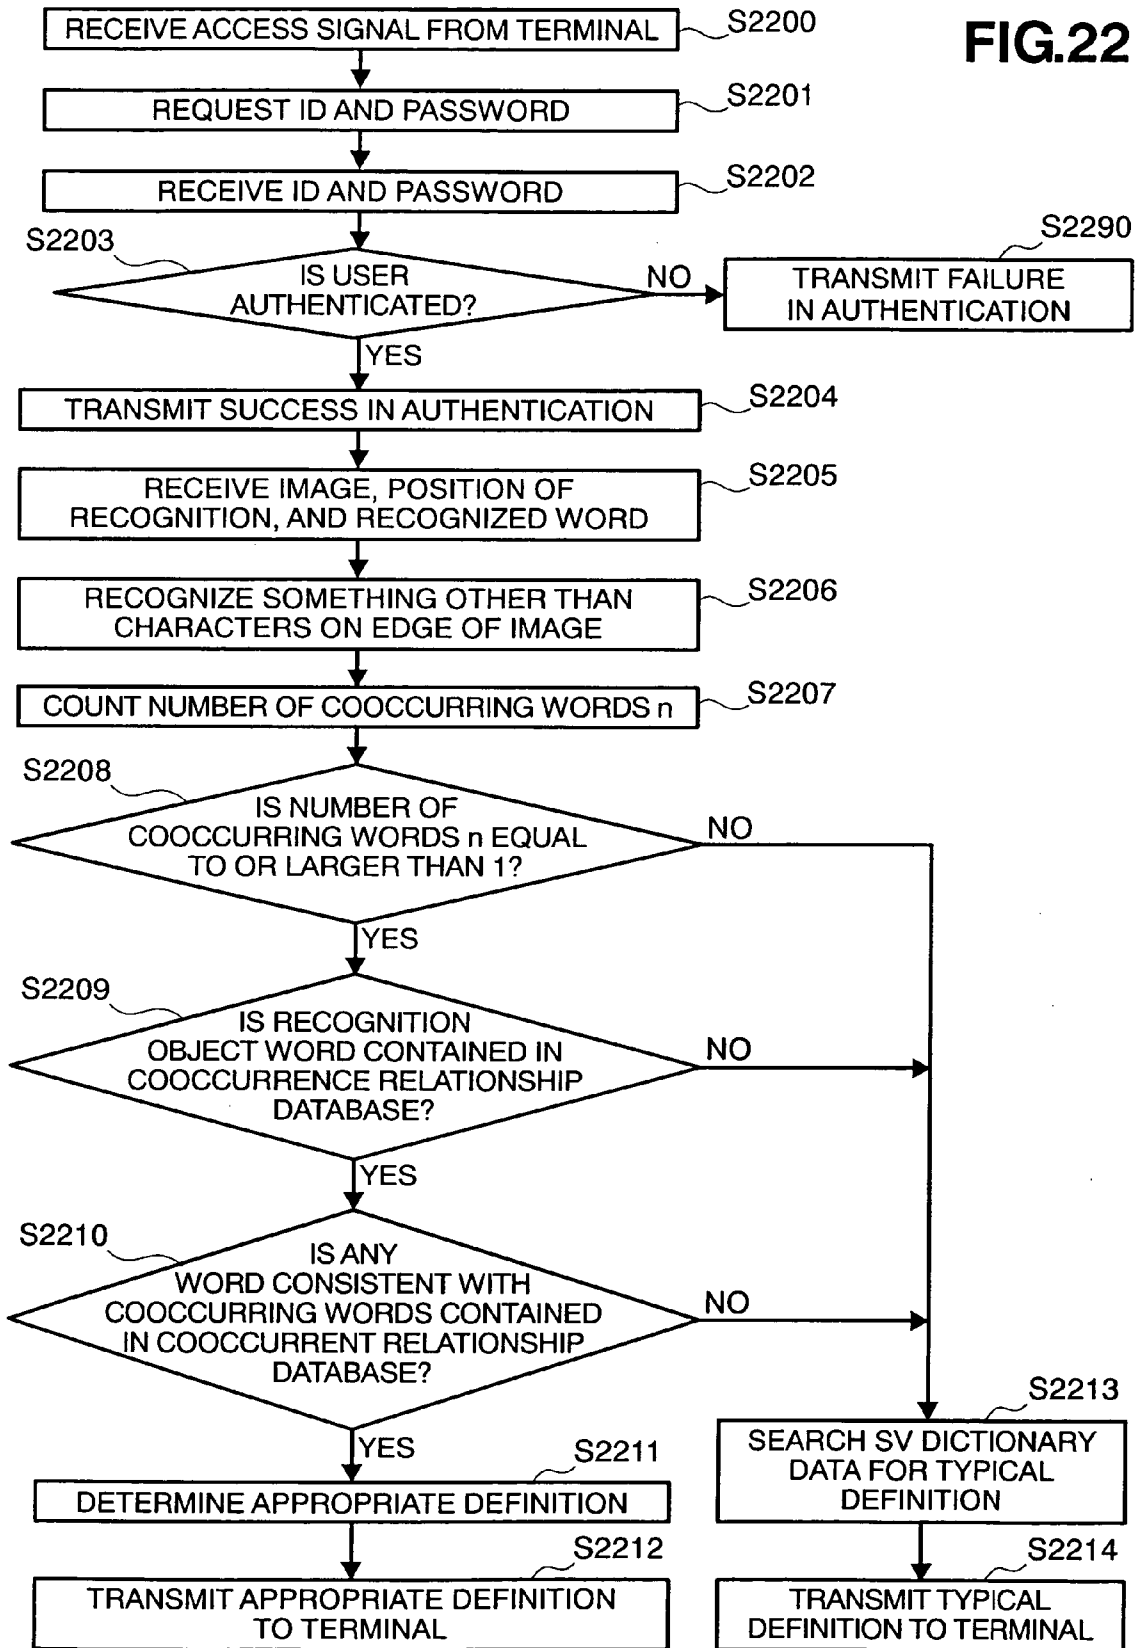 FIG.22
RECEIVE ACCESS SIGNAL FROM TERMINAL
S2200
REQUEST ID AND PASSWORD
S2201
RECEIVE ID AND PASSWORD
S2202
S2203
IS USER
AUTHENTICATED?
NO
S2290
TRANSMIT FAILURE
IN AUTHENTICATION
YES
TRANSMIT SUCCESS IN AUTHENTICATION
S2204
RECEIVE IMAGE, POSITION OF
RECOGNITION, AND RECOGNIZED WORD
S2205
RECOGNIZE SOMETHING OTHER THAN
CHARACTERS ON EDGE OF IMAGE
S2206
COUNT NUMBER OF COOCCURRING WORDS n
S2207
S2208
IS NUMBER OF
COOCCURRING WORDS n EQUAL
TO OR LARGER THAN 1?
NO
YES
S2209
IS RECOGNITION
OBJECT WORD CONTAINED IN
COOCCURRENCE RELATIONSHIP
DATABASE?
NO
YES
S2210
IS ANY
WORD CONSISTENT WITH
COOCCURRING WORDS CONTAINED
IN COOCCURRENT RELATIONSHIP
DATABASE?
NO
YES
S2211
DETERMINE APPROPRIATE DEFINITION
S2212
TRANSMIT APPROPRIATE DEFINITION
TO TERMINAL
S2213
SEARCH SV DICTIONARY
DATA FOR TYPICAL
DEFINITION
S2214
TRANSMIT TYPICAL
DEFINITION TO TERMINAL